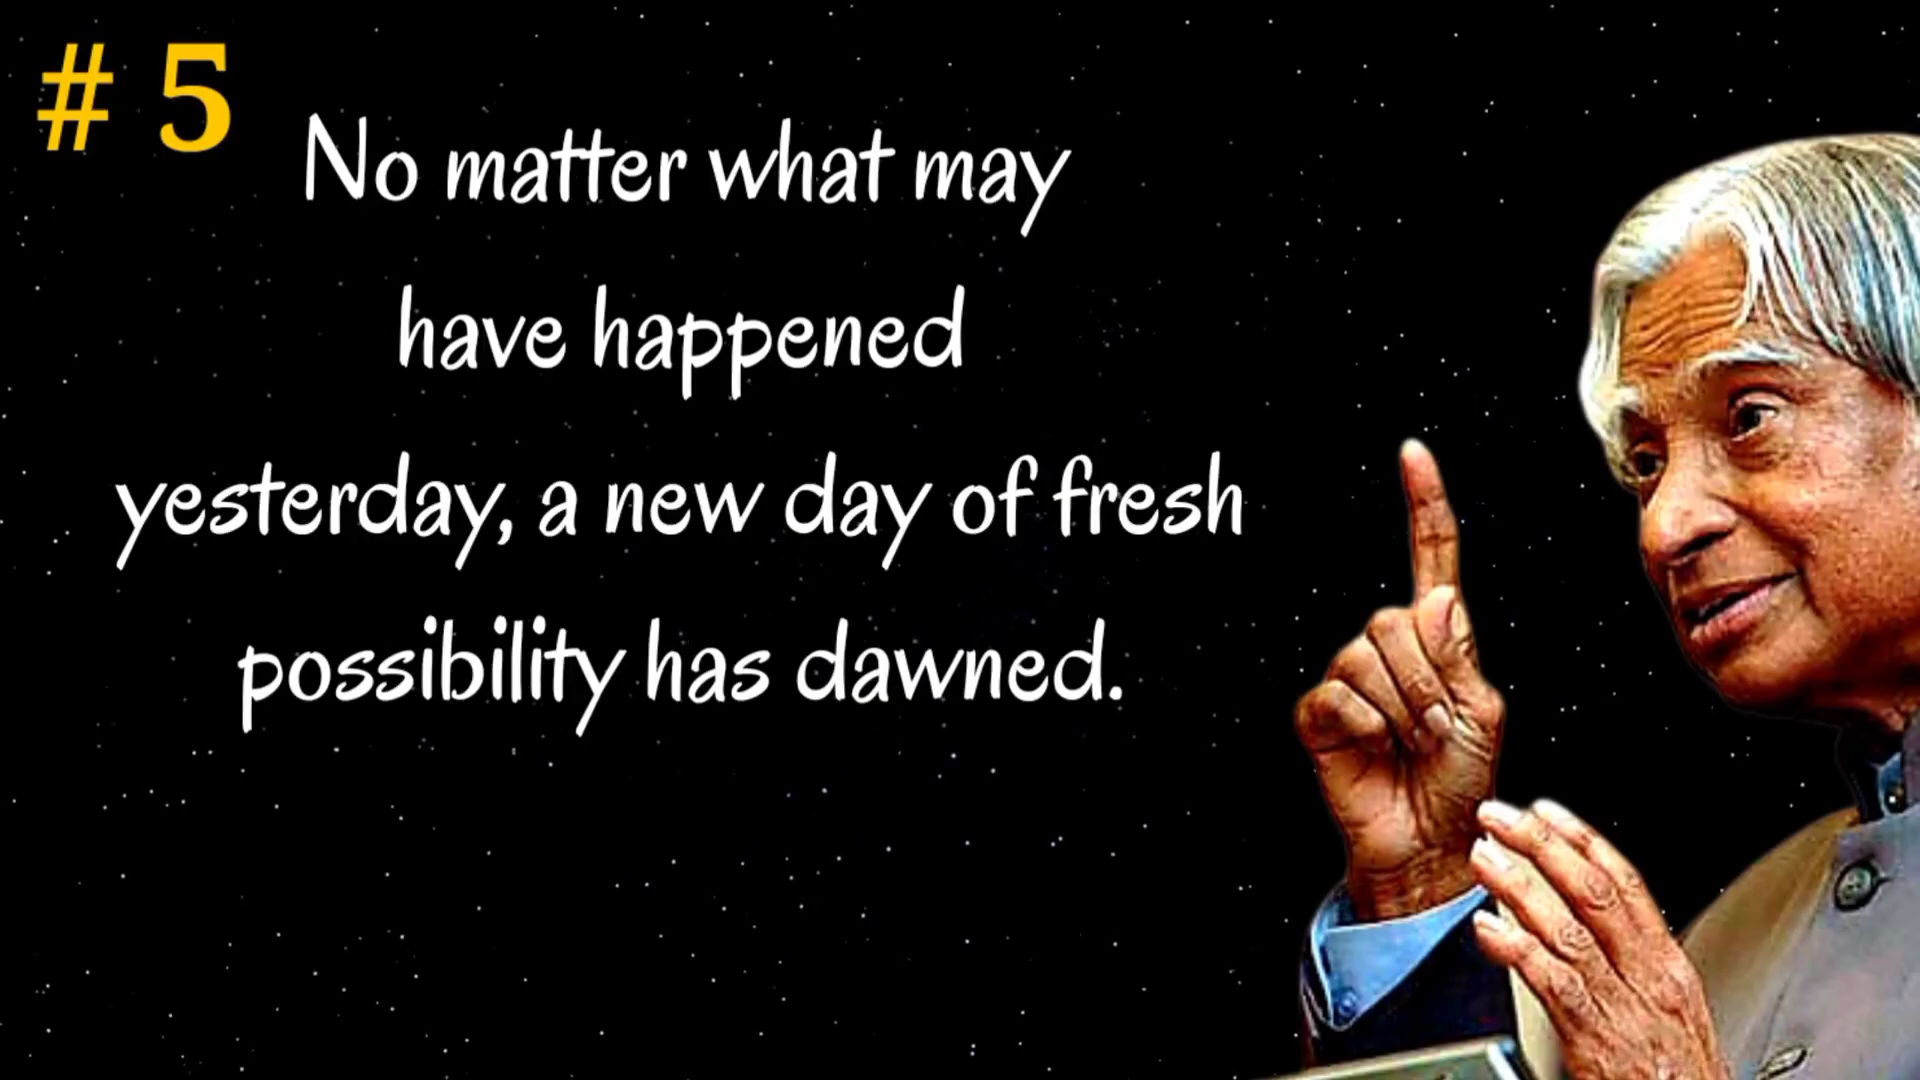 # 5
No matter what may
have happened
yesterday, a new day of fresh
possibility has dawned.